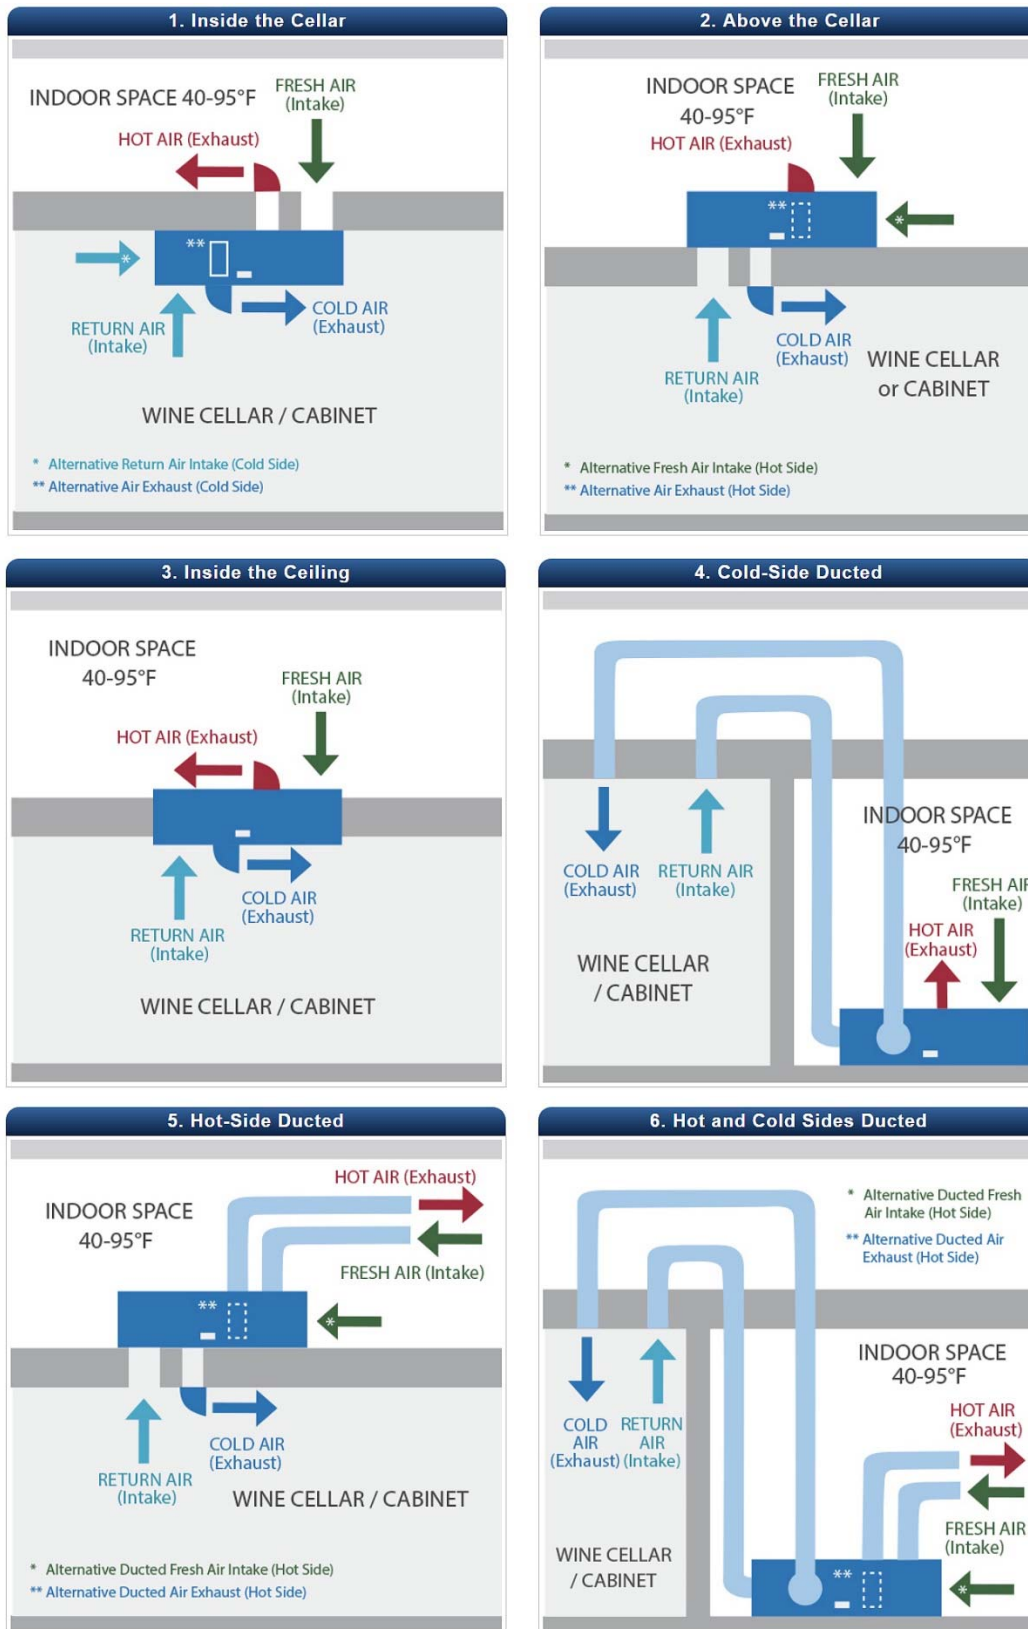 1. Inside the Cellar
INDOOR SPACE 40-95°F
FRESH AIR
(Intake)
HOT AIR (Exhaust)
**
*
RETURN AIR
(Intake)
COLD AIR
(Exhaust)
WINE CELLAR / CABINET
* Alternative Return Air Intake (Cold Side)
** Alternative Air Exhaust (Cold Side)
2. Above the Cellar
INDOOR SPACE
40-95°F
FRESH AIR
(Intake)
HOT AIR (Exhaust)
**
*
COLD AIR
(Exhaust)
RETURN AIR
(Intake)
WINE CELLAR
or CABINET
* Alternative Fresh Air Intake (Hot Side)
** Alternative Air Exhaust (Hot Side)
3. Inside the Ceiling
INDOOR SPACE
40-95°F
FRESH AIR
(Intake)
HOT AIR (Exhaust)
COLD AIR
(Exhaust)
RETURN AIR
(Intake)
WINE CELLAR / CABINET
4. Cold-Side Ducted
INDOOR SPACE
40-95°F
COLD AIR
(Exhaust)
RETURN AIR
(Intake)
FRESH AIR
(Intake)
HOT AIR
(Exhaust)
WINE CELLAR
/ CABINET
5. Hot-Side Ducted
HOT AIR (Exhaust)
INDOOR SPACE
40-95°F
FRESH AIR (Intake)
**
*
COLD AIR
(Exhaust)
RETURN AIR
(Intake)
WINE CELLAR / CABINET
* Alternative Ducted Fresh Air Intake (Hot Side)
** Alternative Ducted Air Exhaust (Hot Side)
6. Hot and Cold Sides Ducted
* Alternative Ducted Fresh
Air Intake (Hot Side)
** Alternative Ducted Air
Exhaust (Hot Side)
INDOOR SPACE
40-95°F
COLD
AIR
(Exhaust)
RETURN
AIR
(Intake)
HOT AIR
(Exhaust)
FRESH AIR
(Intake)
WINE CELLAR
/ CABINET
**
*